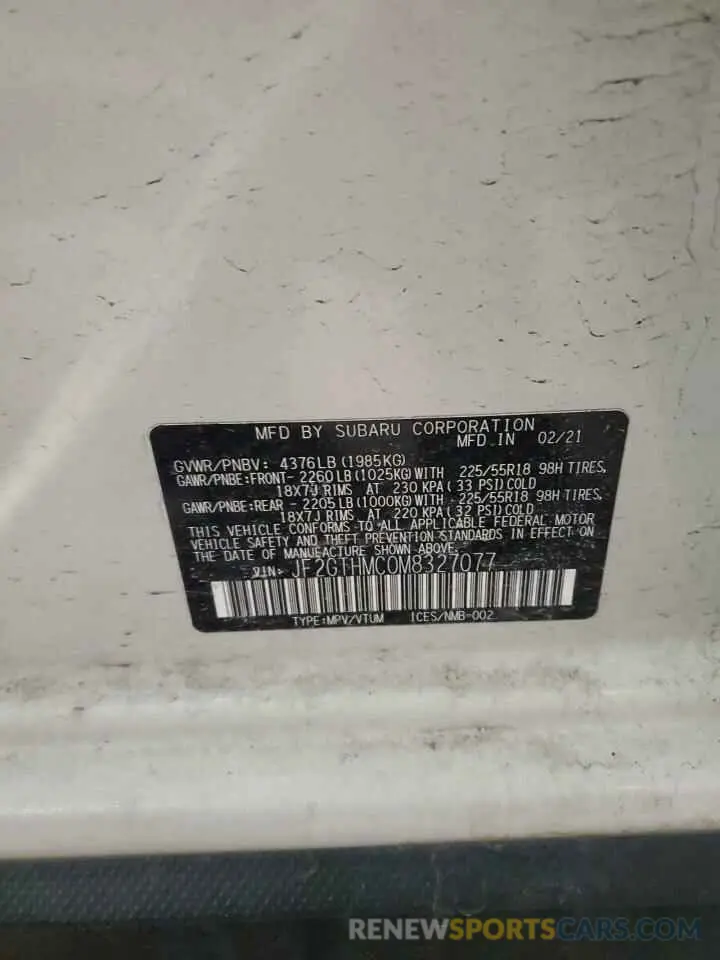 MFD BY SUBARU CORPORATION
MFD IN 02/21
GVWR/PNBV: 4376LB (1985KG)
GAWR/PNBE:FRONT- 2260LB (1025KG) WITH 225/55R18 98H TIRES,
18X7J RIMS AT 230 KPA (33 PSI) COLD
GAWR/PNBE:REAR - 2205LB (1000KG) WITH - 225/55R18 98H TIRES,
18X7J RIMS AT 220 KPA (32 PSI) COLD
THIS VEHICLE CONFORMS TO ALL APPLICABLE FEDERAL MOTOR
VEHICLE SAFETY AND THEFT PREVENTION STANDARDS IN EFFECT ON
THE DATE OF MANUFACTURE SHOWN ABOVE.
VIN: JF2GTHMC0M8327077
TYPE:MPV/VTUM ICES/NMB-002
RENEWSPORTSCARS.COM